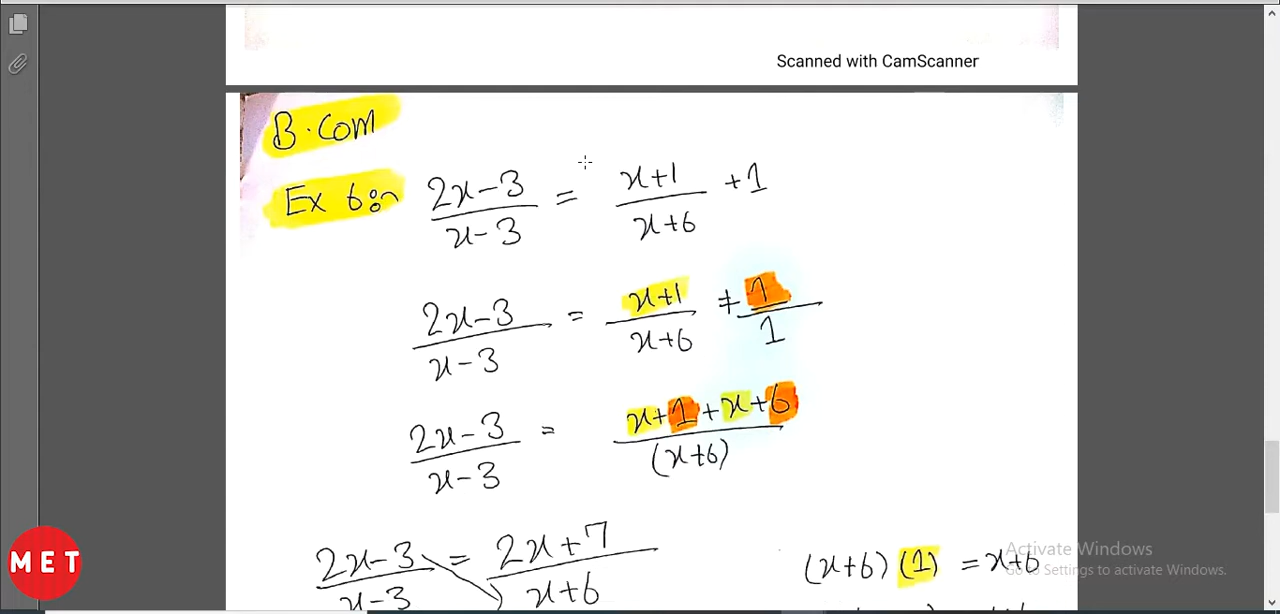 Scanned with CamScanner
B.Com
Ex 6:- (2x-3)/(x-3) = (x+1)/(x+6) + 1
(2x-3)/(x-3) = (x+1)/(x+6) + 1/1
(2x-3)/(x-3) = (x+1+x+6)/(x+6)
(2x-3)/(x-3) = (2x+7)/(x+6)
(x+6)(1) = x+6
MET
Activate Windows
Go to Settings to activate Windows.